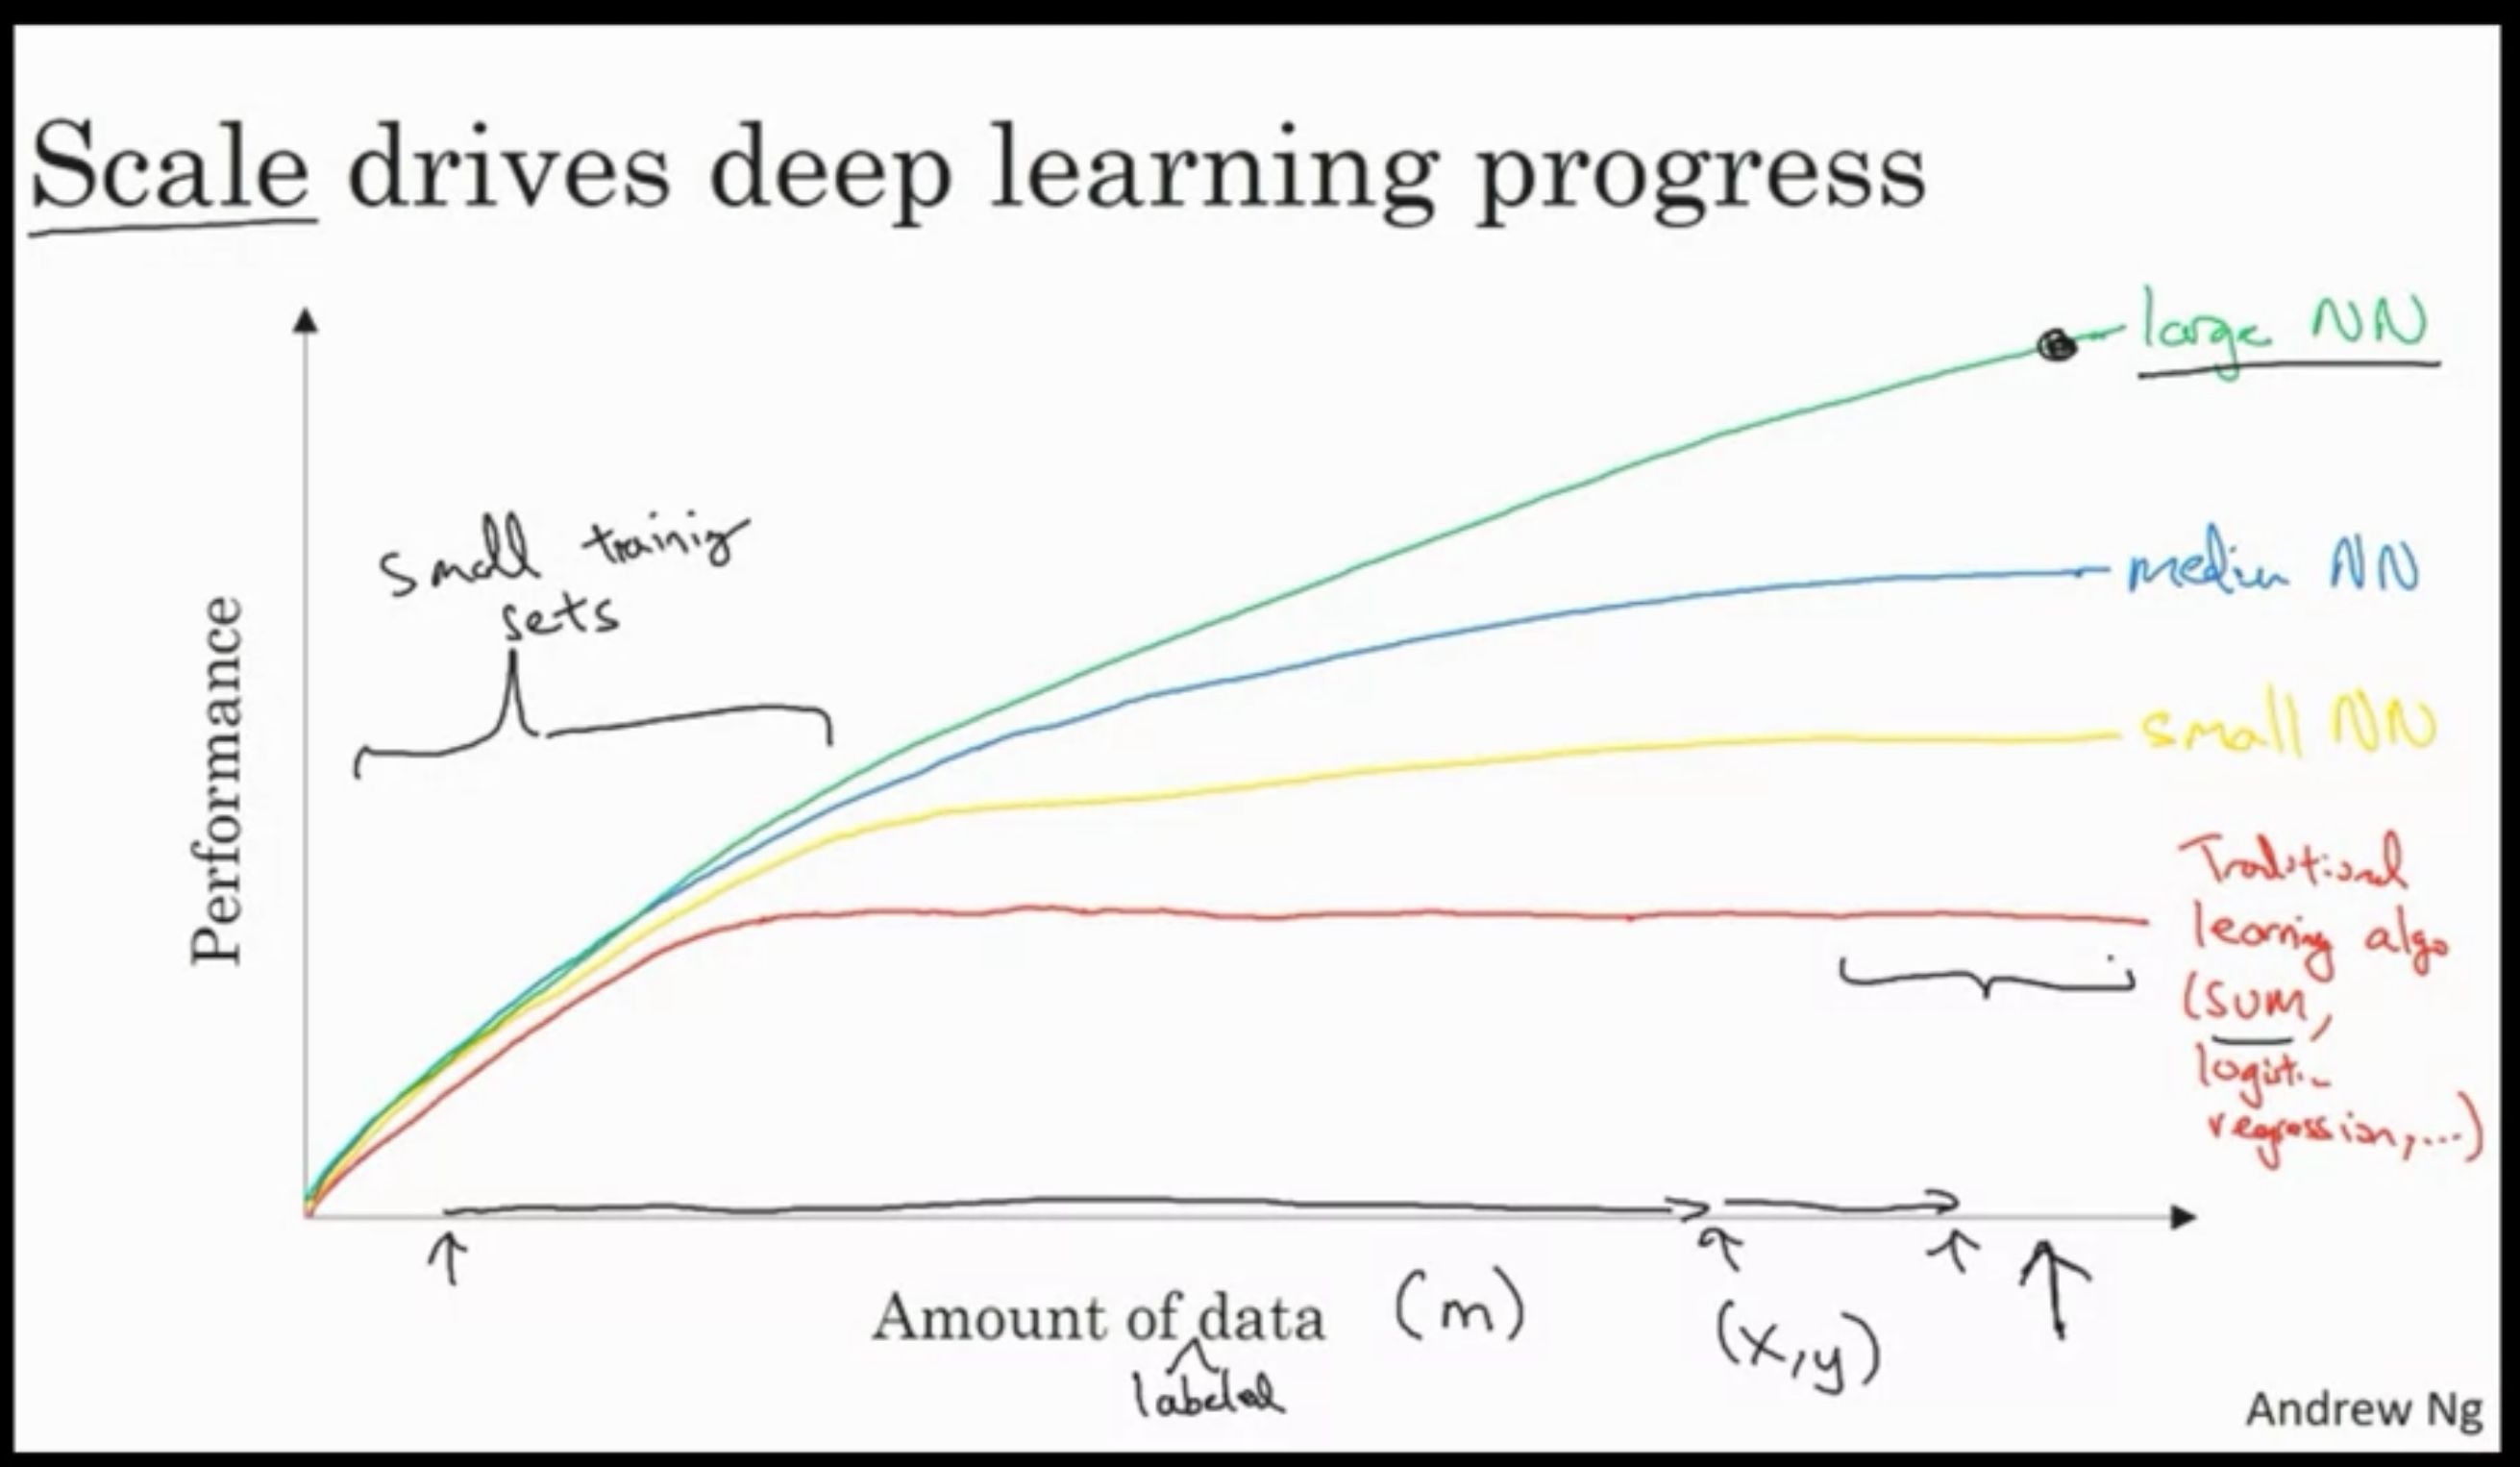 Scale drives deep learning progress
large NN
small training
sets
medium NN
Performance
small NN
Traditional
learning algo
(SVM,
logistic
regression,...)
Amount of data (m)
labeled
(x,y)
Andrew Ng